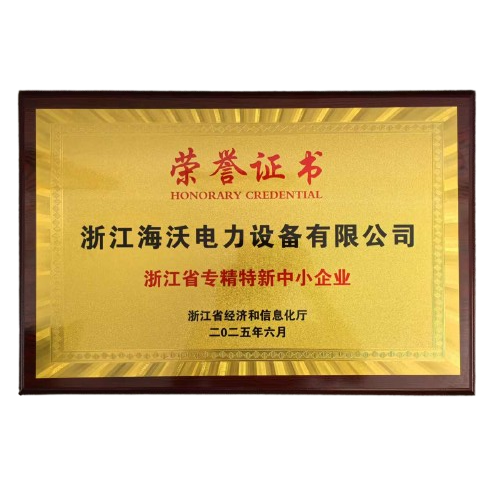 荣誉证书
HONORARY CREDENTIAL
浙江海沃电力设备有限公司
浙江省专精特新中小企业
浙江省经济和信息化厅
二〇二五年六月